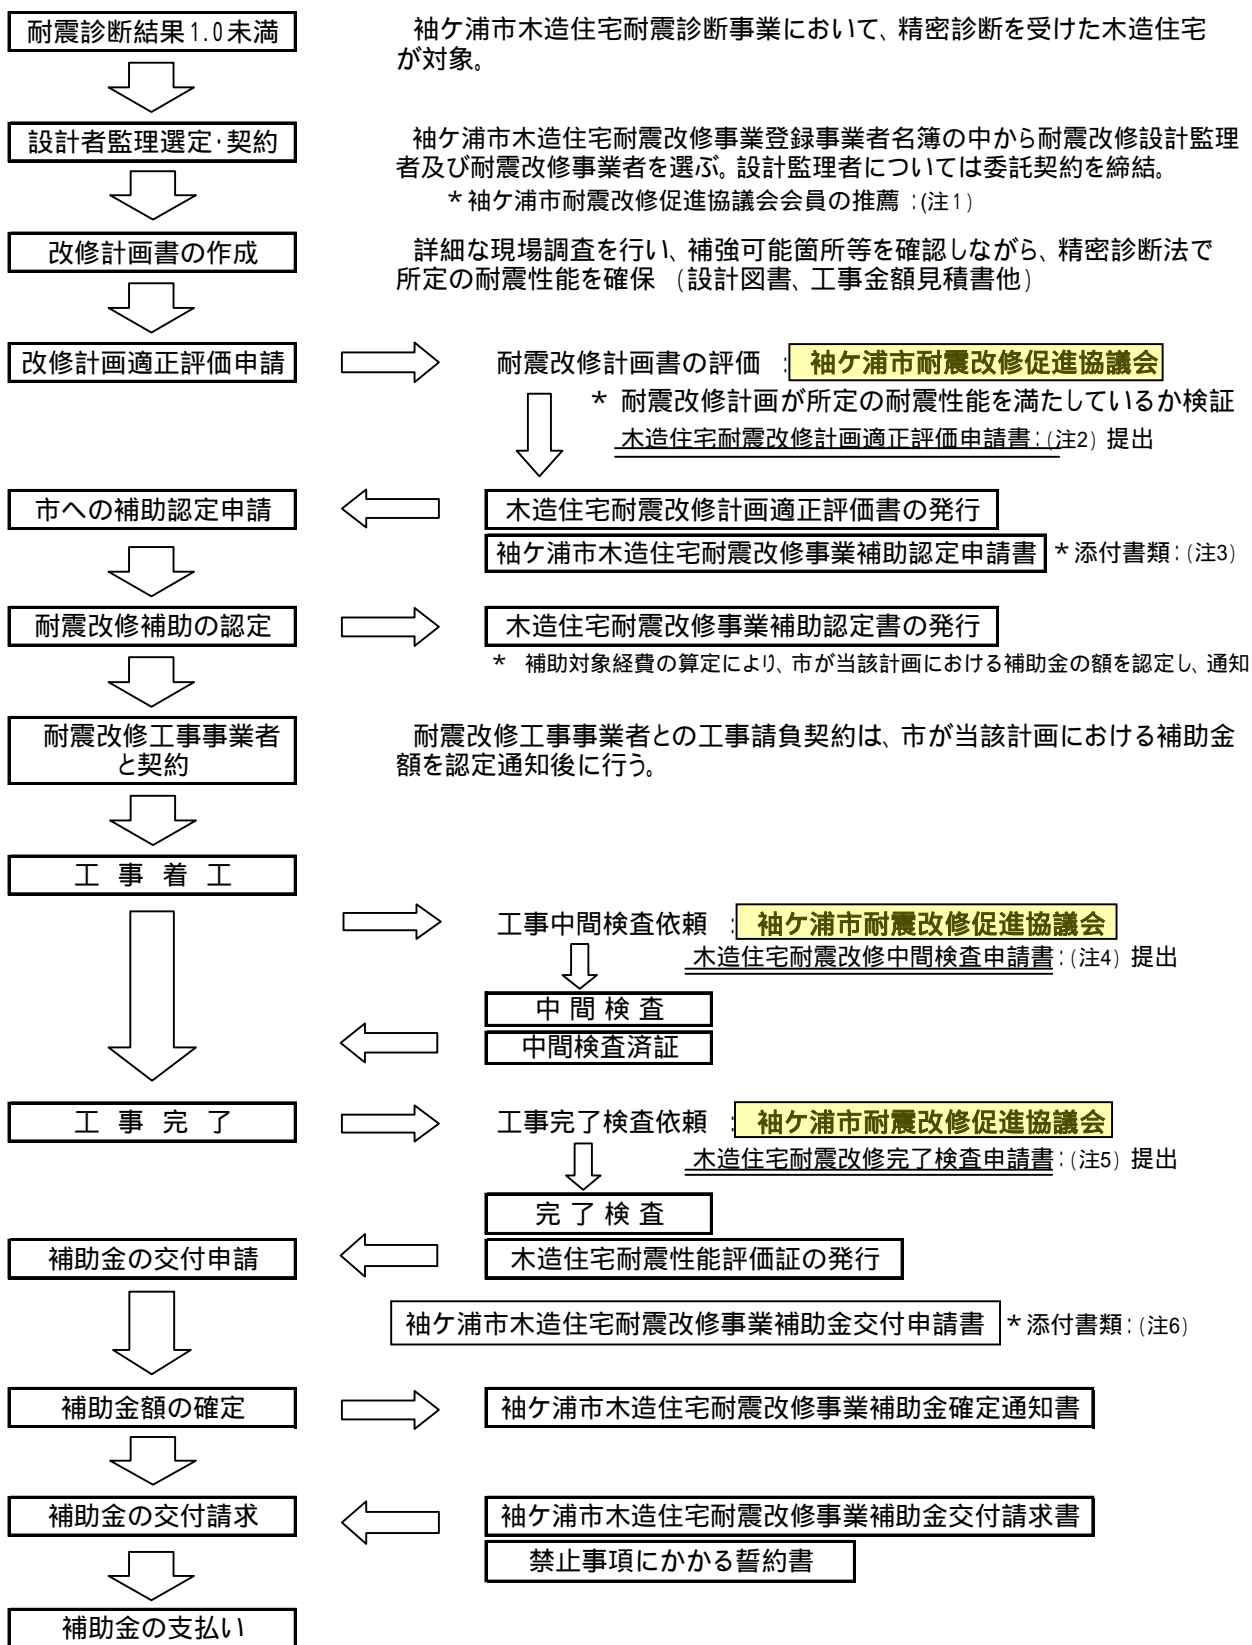 耐震診断結果1.0未満
袖ケ浦市木造住宅耐震診断事業において、精密診断を受けた木造住宅
が対象。
設計者監理選定・契約
袖ケ浦市木造住宅耐震改修事業登録事業者名簿の中から耐震改修設計監理
者及び耐震改修事業者を選ぶ。設計監理者については委託契約を締結。
*袖ケ浦市耐震改修促進協議会会員の推薦:(注1)
改修計画書の作成
詳細な現場調査を行い、補強可能箇所等を確認しながら、精密診断法で
所定の耐震性能を確保 (設計図書、工事金額見積書他)
改修計画適正評価申請
耐震改修計画書の評価 : 袖ケ浦市耐震改修促進協議会
* 耐震改修計画が所定の耐震性能を満たしているか検証
木造住宅耐震改修計画適正評価申請書:(注2) 提出
市への補助認定申請
木造住宅耐震改修計画適正評価書の発行
袖ケ浦市木造住宅耐震改修事業補助認定申請書 *添付書類:(注3)
耐震改修補助の認定
木造住宅耐震改修事業補助認定書の発行
* 補助対象経費の算定により、市が当該計画における補助金の額を認定し、通知
耐震改修工事事業者
と契約
耐震改修工事事業者との工事請負契約は、市が当該計画における補助金
額を認定通知後に行う。
工 事 着 工
工事中間検査依頼 : 袖ケ浦市耐震改修促進協議会
木造住宅耐震改修中間検査申請書:(注4) 提出
中 間 検 査
中間検査済証
工 事 完 了
工事完了検査依頼 : 袖ケ浦市耐震改修促進協議会
木造住宅耐震改修完了検査申請書:(注5) 提出
完 了 検 査
補助金の交付申請
木造住宅耐震性能評価証の発行
袖ケ浦市木造住宅耐震改修事業補助金交付申請書 *添付書類:(注6)
補助金額の確定
袖ケ浦市木造住宅耐震改修事業補助金確定通知書
補助金の交付請求
袖ケ浦市木造住宅耐震改修事業補助金交付請求書
禁止事項にかかる誓約書
補助金の支払い